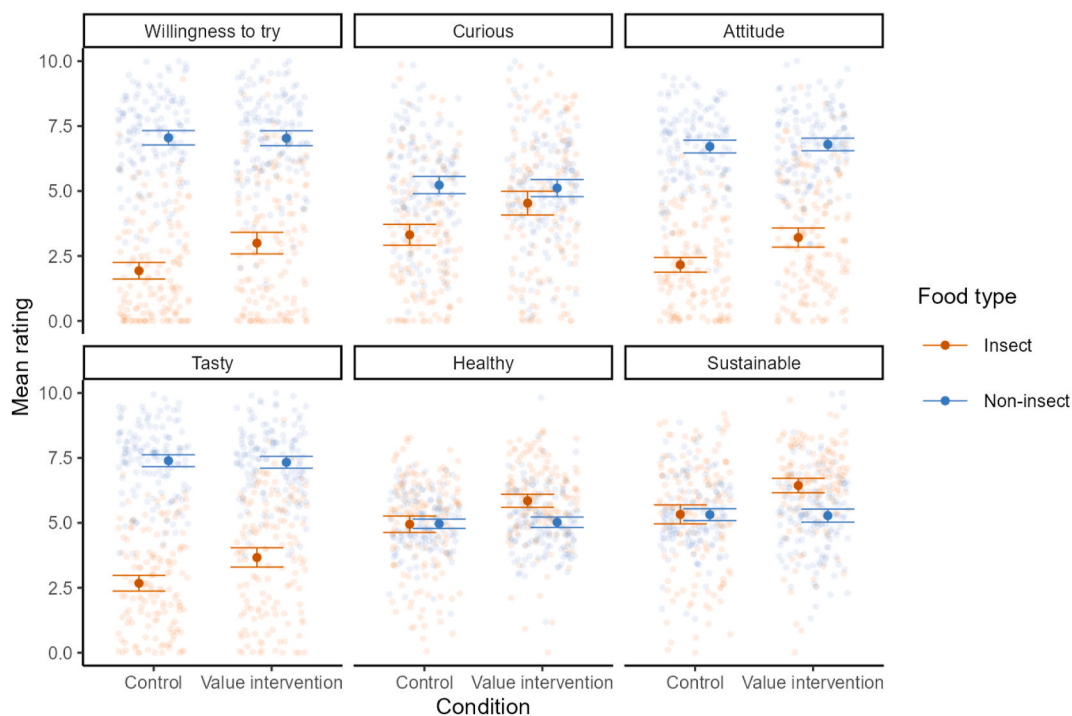 Willingness to try
Curious
Attitude
10.0
7.5
5.0
2.5
0.0
Tasty
Healthy
Sustainable
10.0
7.5
5.0
2.5
0.0
Mean rating
Control
Value intervention
Control
Value intervention
Control
Value intervention
Condition
Food type
Insect
Non-insect